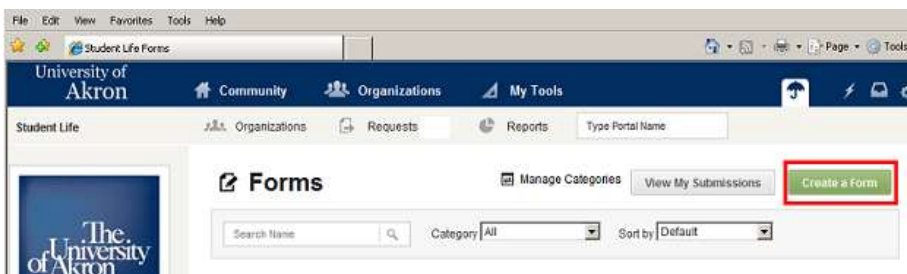 File Edit View Favorites Tools Help
Student Life Forms Page Tools
University of
Akron Community Organizations My Tools
Student Life Organizations Requests Reports Type Portal Name
Forms Manage Categories View My Submissions Create a Form
Search Name Category All Sort by Default
The
University
of Akron